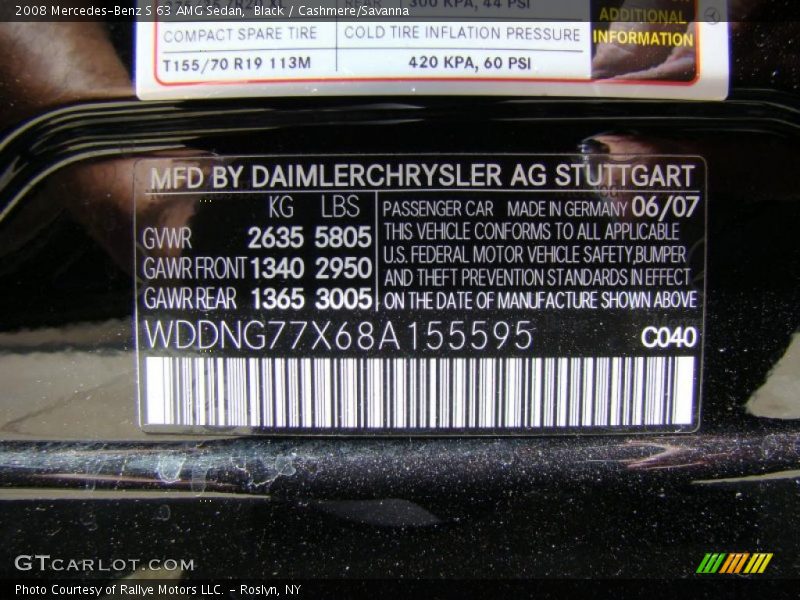 2008 Mercedes-Benz S 63 AMG Sedan,  Black / Cashmere/Savanna
300 KPA, 44 PSI
COMPACT SPARE TIRE COLD TIRE INFLATION PRESSURE
T155/70 R19 113M 420 KPA, 60 PSI
ADDITIONAL
INFORMATION
MFD BY DAIMLERCHRYSLER AG STUTTGART
KG LBS
GVWR 2635 5805
GAWR FRONT 1340 2950
GAWR REAR 1365 3005
PASSENGER CAR MADE IN GERMANY 06/07
THIS VEHICLE CONFORMS TO ALL APPLICABLE
U.S. FEDERAL MOTOR VEHICLE SAFETY,BUMPER
AND THEFT PREVENTION STANDARDS IN EFFECT
ON THE DATE OF MANUFACTURE SHOWN ABOVE
WDDNG77X68A155595 C040
GTCARLOT.COM
Photo Courtesy of Rallye Motors LLC. - Roslyn, NY